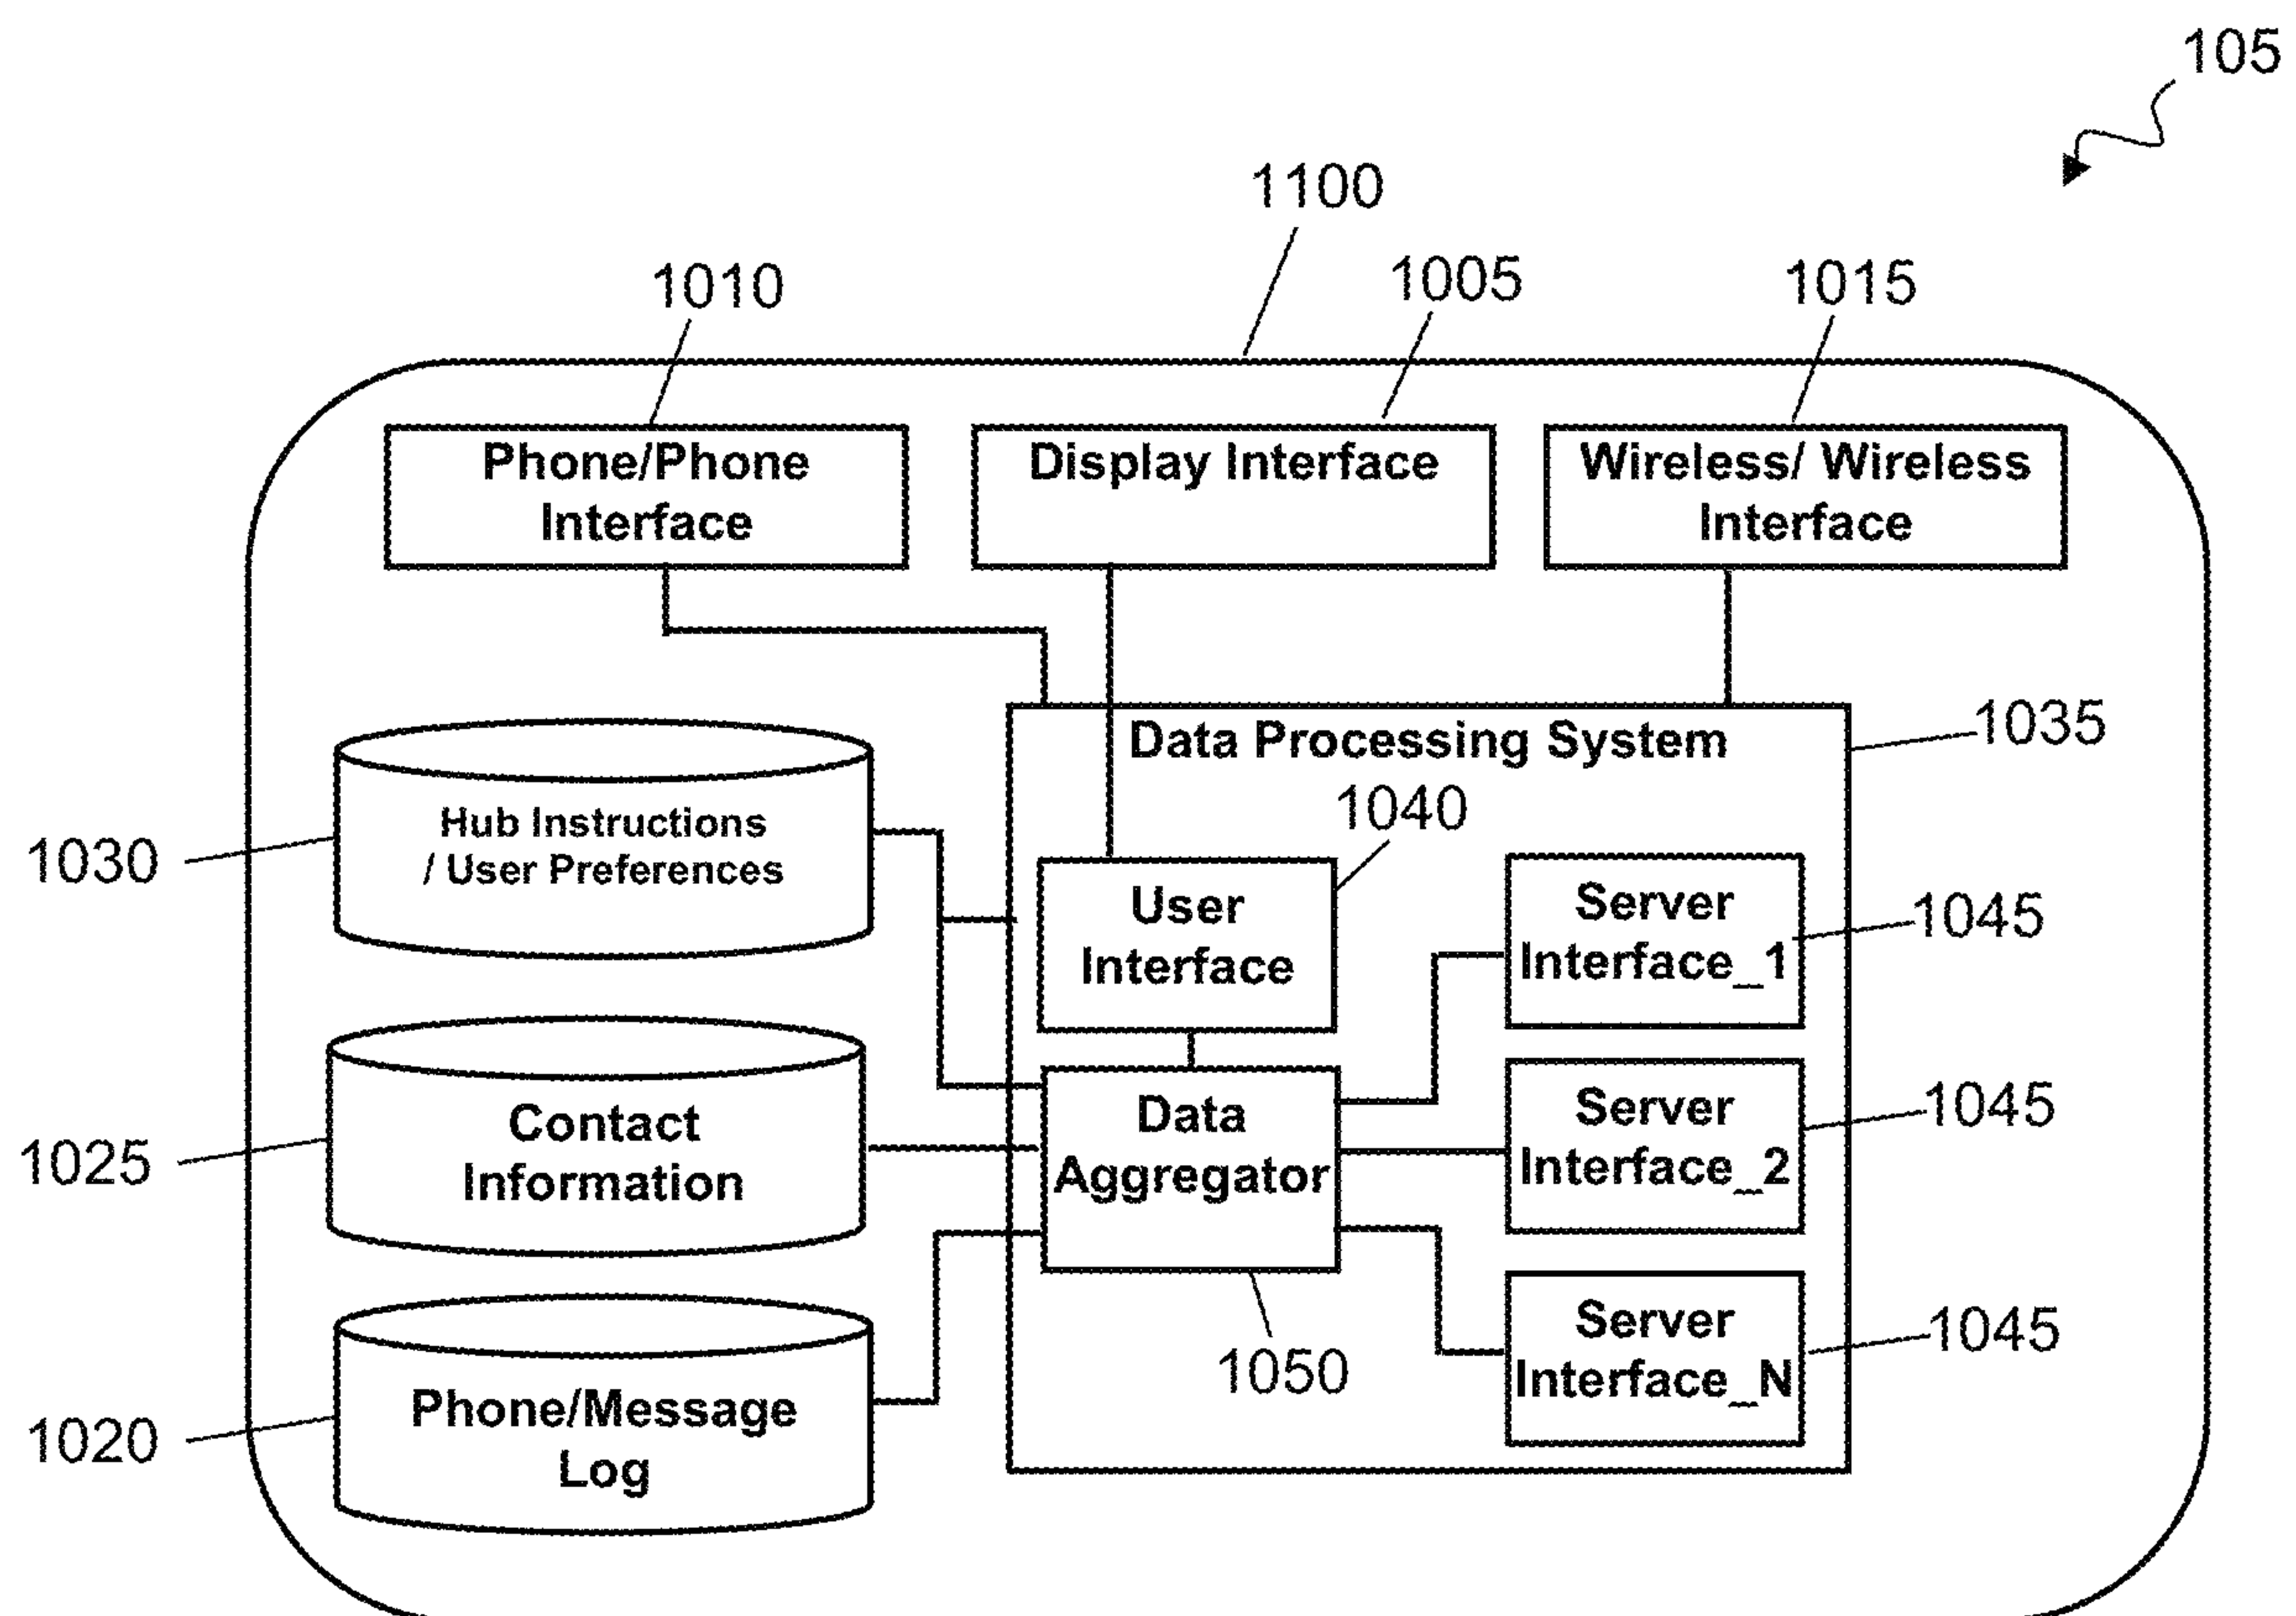 105
1100
1010
1005
1015
Phone/Phone
Interface
Display Interface
Wireless/ Wireless
Interface
Data Processing System
1035
1030
Hub Instructions
/ User Preferences
1040
User
Interface
Server
Interface_1
1045
1025
Contact
Information
Data
Aggregator
Server
Interface_2
1045
1050
1020
Phone/Message
Log
Server
Interface_N
1045